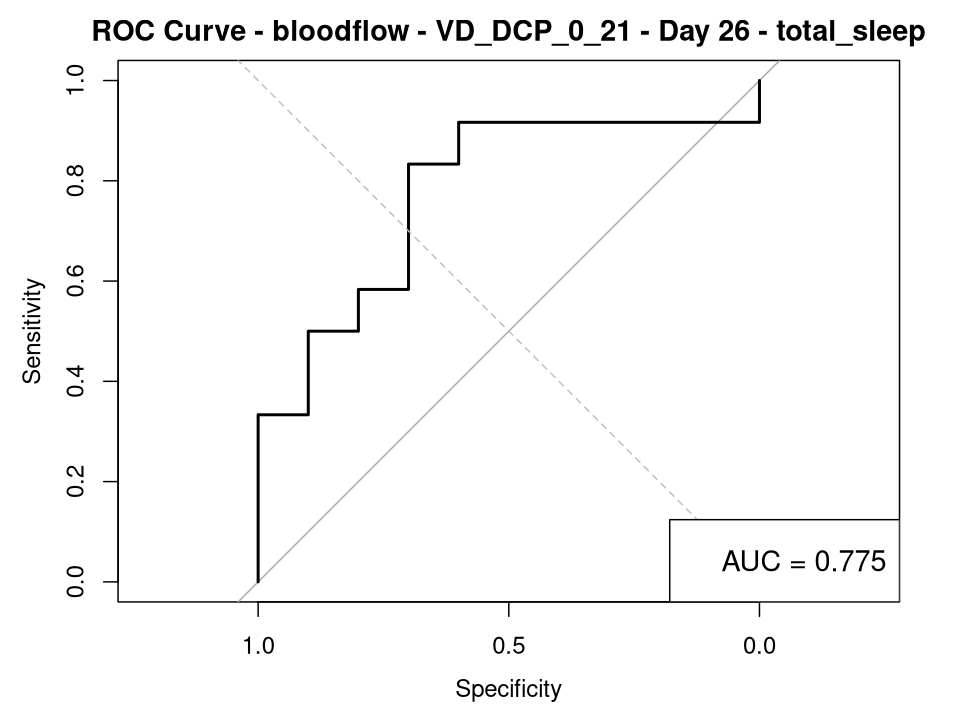 ROC Curve - bloodflow - VD_DCP_0_21 - Day 26 - total_sleep
1.0
0.8
0.6
0.4
0.2
0.0
Sensitivity
AUC = 0.775
1.0 0.5 0.0
Specificity